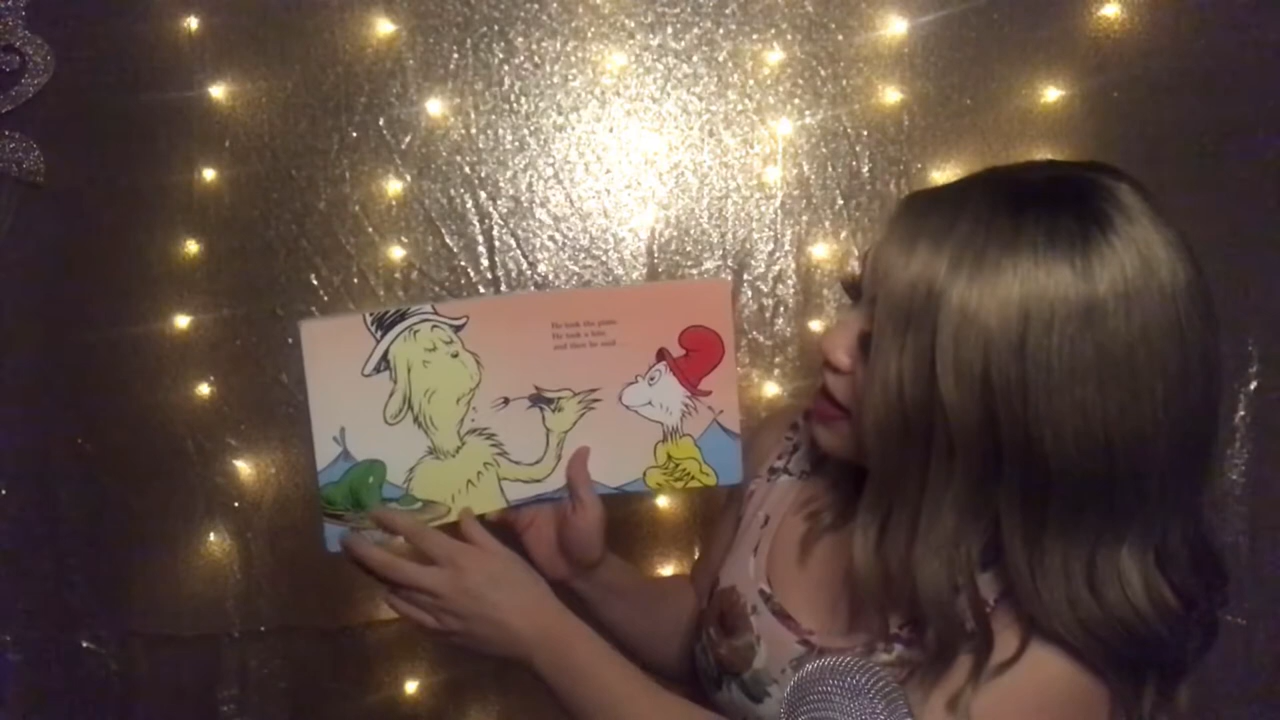 He took the plate.
He took a bite,
and then he said . . .